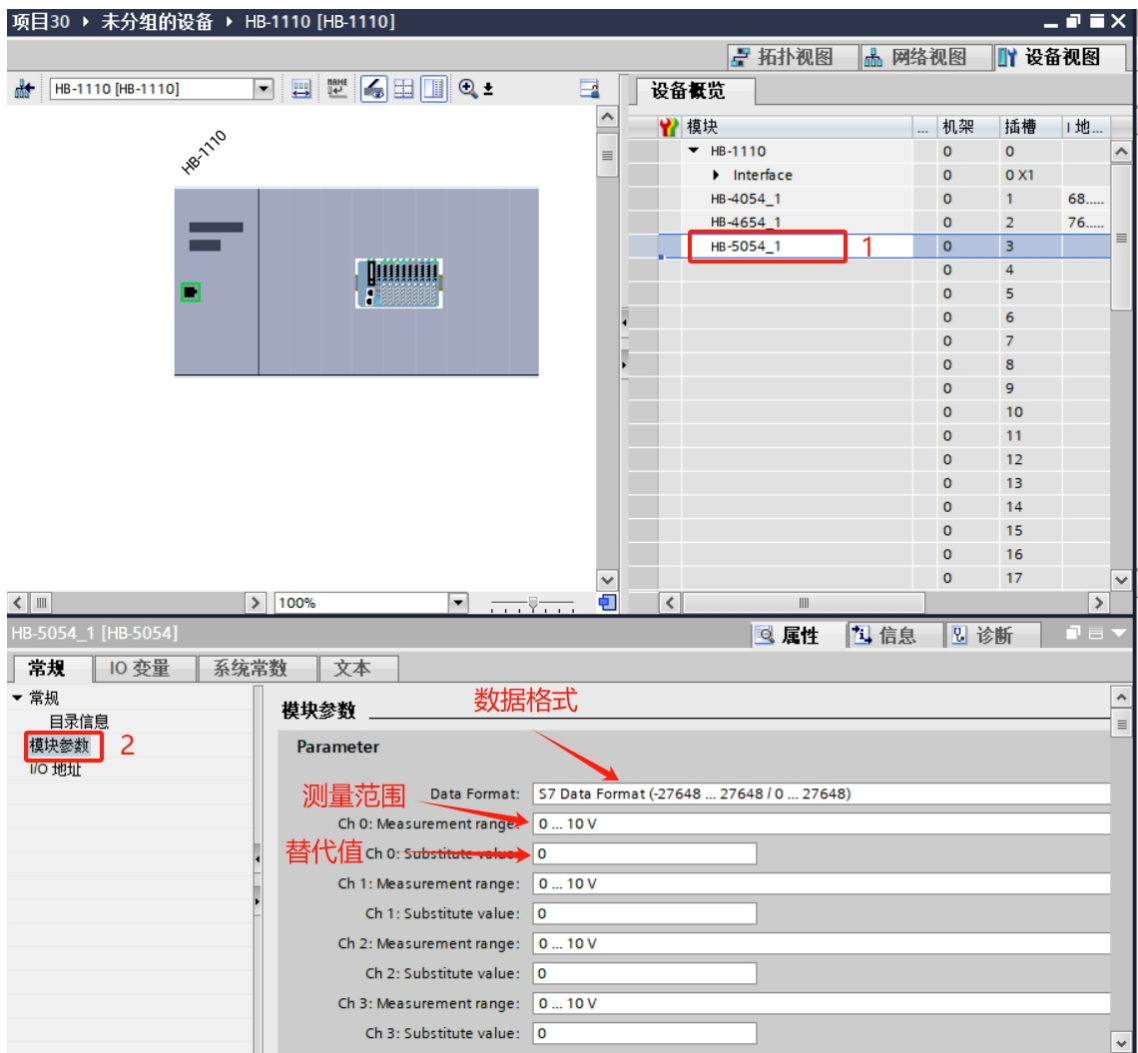 项目30 ▸ 未分组的设备 ▸ HB-1110 [HB-1110]
拓扑视图 网络视图 设备视图
HB-1110 [HB-1110]
设备概览
HB-1110
模块 ... 机架 插槽 I 地...
HB-1110 0 0
Interface 0 0 X1
HB-4054_1 0 1 68.....
HB-4654_1 0 2 76.....
HB-5054_1 1 0 3
0 4
0 5
0 6
0 7
0 8
0 9
0 10
0 11
0 12
0 13
0 14
0 15
0 16
0 17
100%
HB-5054_1 [HB-5054]
属性 信息 诊断
常规 IO 变量 系统常数 文本
常规
目录信息
模块参数 2
I/O 地址
模块参数
数据格式
Parameter
测量范围
Data Format: S7 Data Format (-27648 ... 27648 / 0 ... 27648)
Ch 0: Measurement range: 0 ... 10 V
替代值
Ch 0: Substitute value: 0
Ch 1: Measurement range: 0 ... 10 V
Ch 1: Substitute value: 0
Ch 2: Measurement range: 0 ... 10 V
Ch 2: Substitute value: 0
Ch 3: Measurement range: 0 ... 10 V
Ch 3: Substitute value: 0